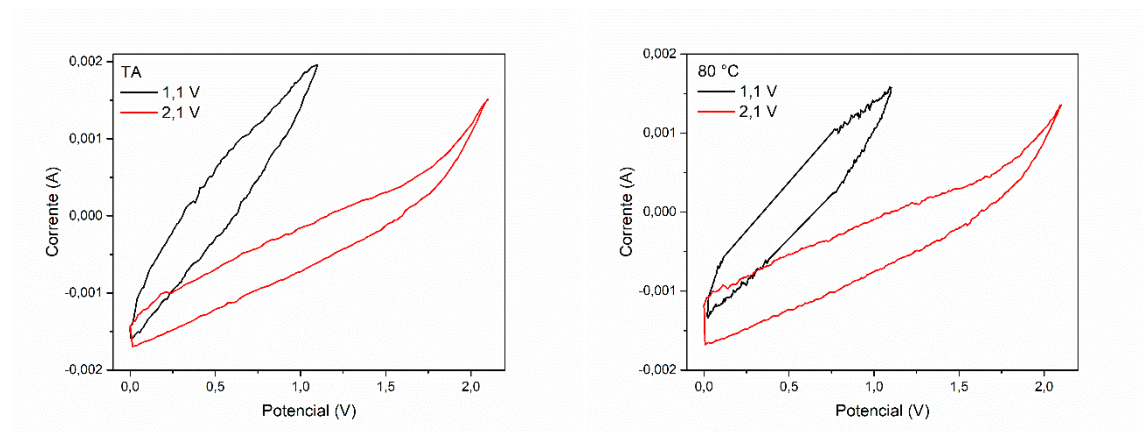 TA
1,1 V
2,1 V
0,002
0,001
0,000
-0,001
-0,002
Corrente (A)
0,0 0,5 1,0 1,5 2,0
Potencial (V)
80 °C
1,1 V
2,1 V
0,002
0,001
0,000
-0,001
-0,002
Corrente (A)
0,0 0,5 1,0 1,5 2,0
Potencial (V)